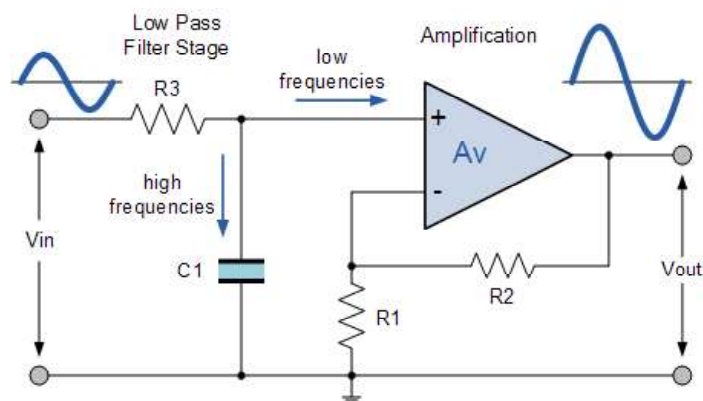 Low Pass
Filter Stage
Amplification
low
frequencies
R3
+
Av
-
high
frequencies
Vin
C1
R2
Vout
R1